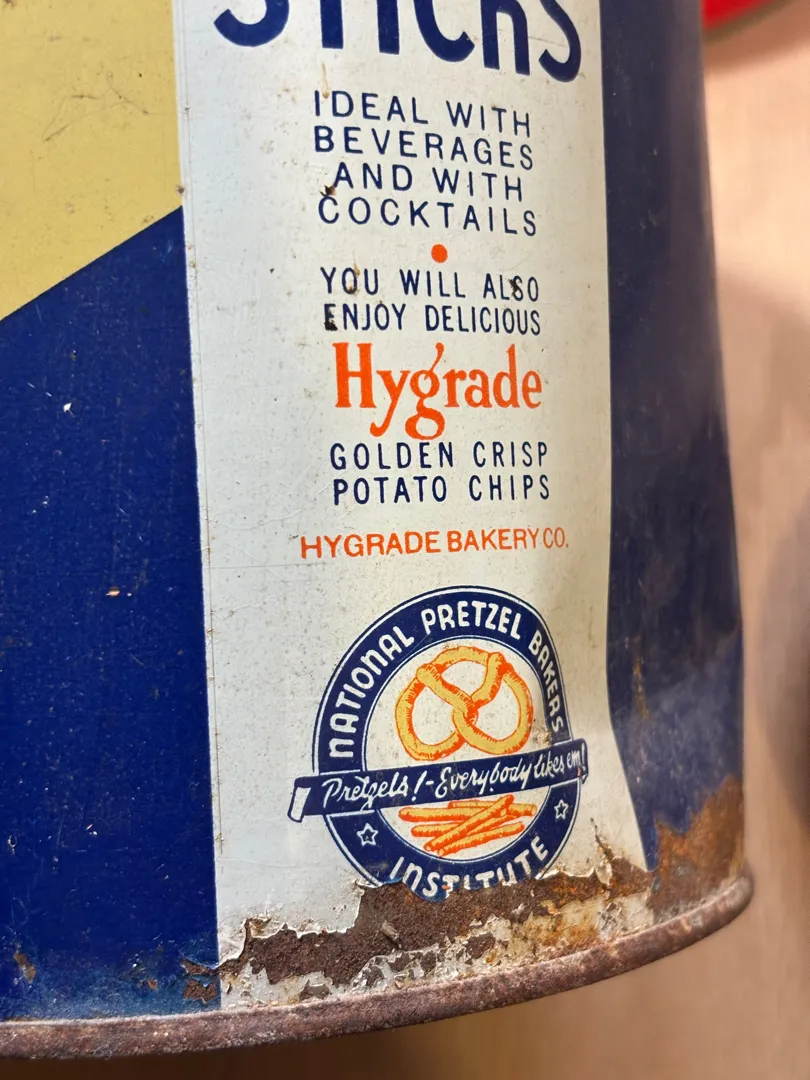 STICKS
IDEAL WITH
BEVERAGES
AND WITH
COCKTAILS
YOU WILL ALSO
ENJOY DELICIOUS
Hygrade
GOLDEN CRISP
POTATO CHIPS
HYGRADE BAKERY CO.
NATIONAL PRETZEL BAKERS
Pretzels!-Everybody likes em!
INSTITUTE